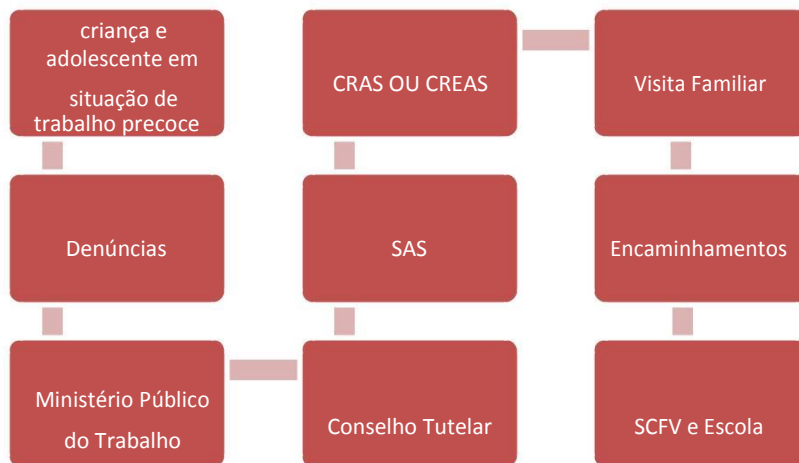 criança e
adolescente em
situação de
trabalho precoce
Denúncias
Ministério Público
do Trabalho
Conselho Tutelar
SAS
CRAS OU CREAS
Visita Familiar
Encaminhamentos
SCFV e Escola